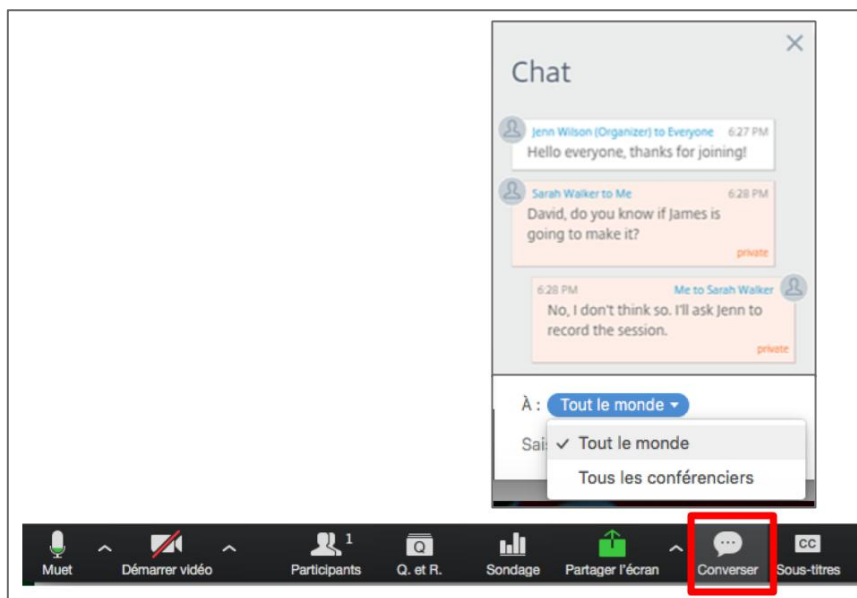 Chat
Jenn Wilson (Organizer) to Everyone 6:27 PM
Hello everyone, thanks for joining!
Sarah Walker to Me 6:28 PM
David, do you know if James is
going to make it?
private
6:28 PM Me to Sarah Walker
No, I don't think so. I'll ask Jenn to
record the session.
private
À : Tout le monde
Sais
✓ Tout le monde
Tous les conférenciers
1
Q
CC
Muet Démarrer vidéo Participants Q. et R. Sondage Partager l'écran Converser Sous-titres